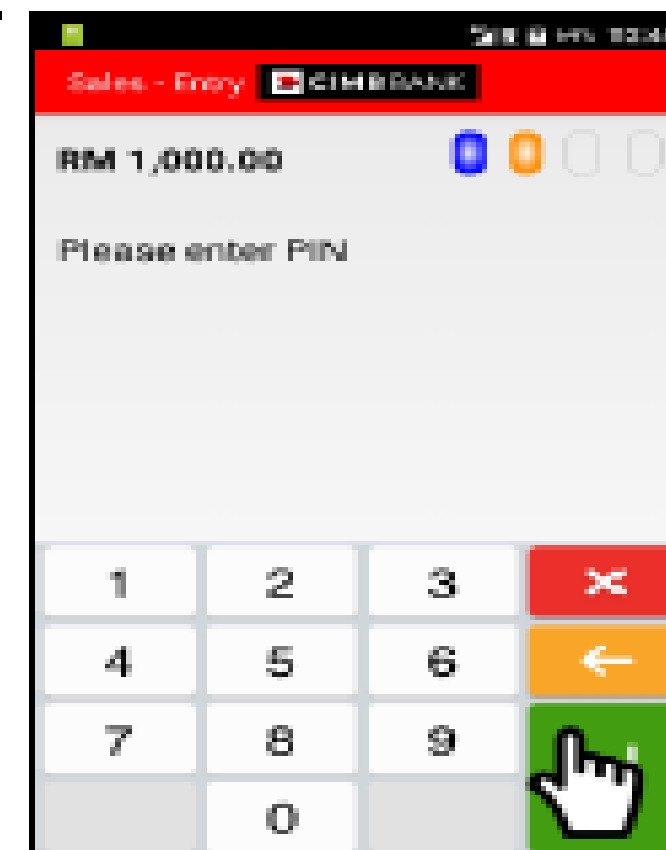 Sales - Entry CIMB BANK
RM 1,000.00
Please enter PIN
1 2 3
4 5 6
7 8 9
0